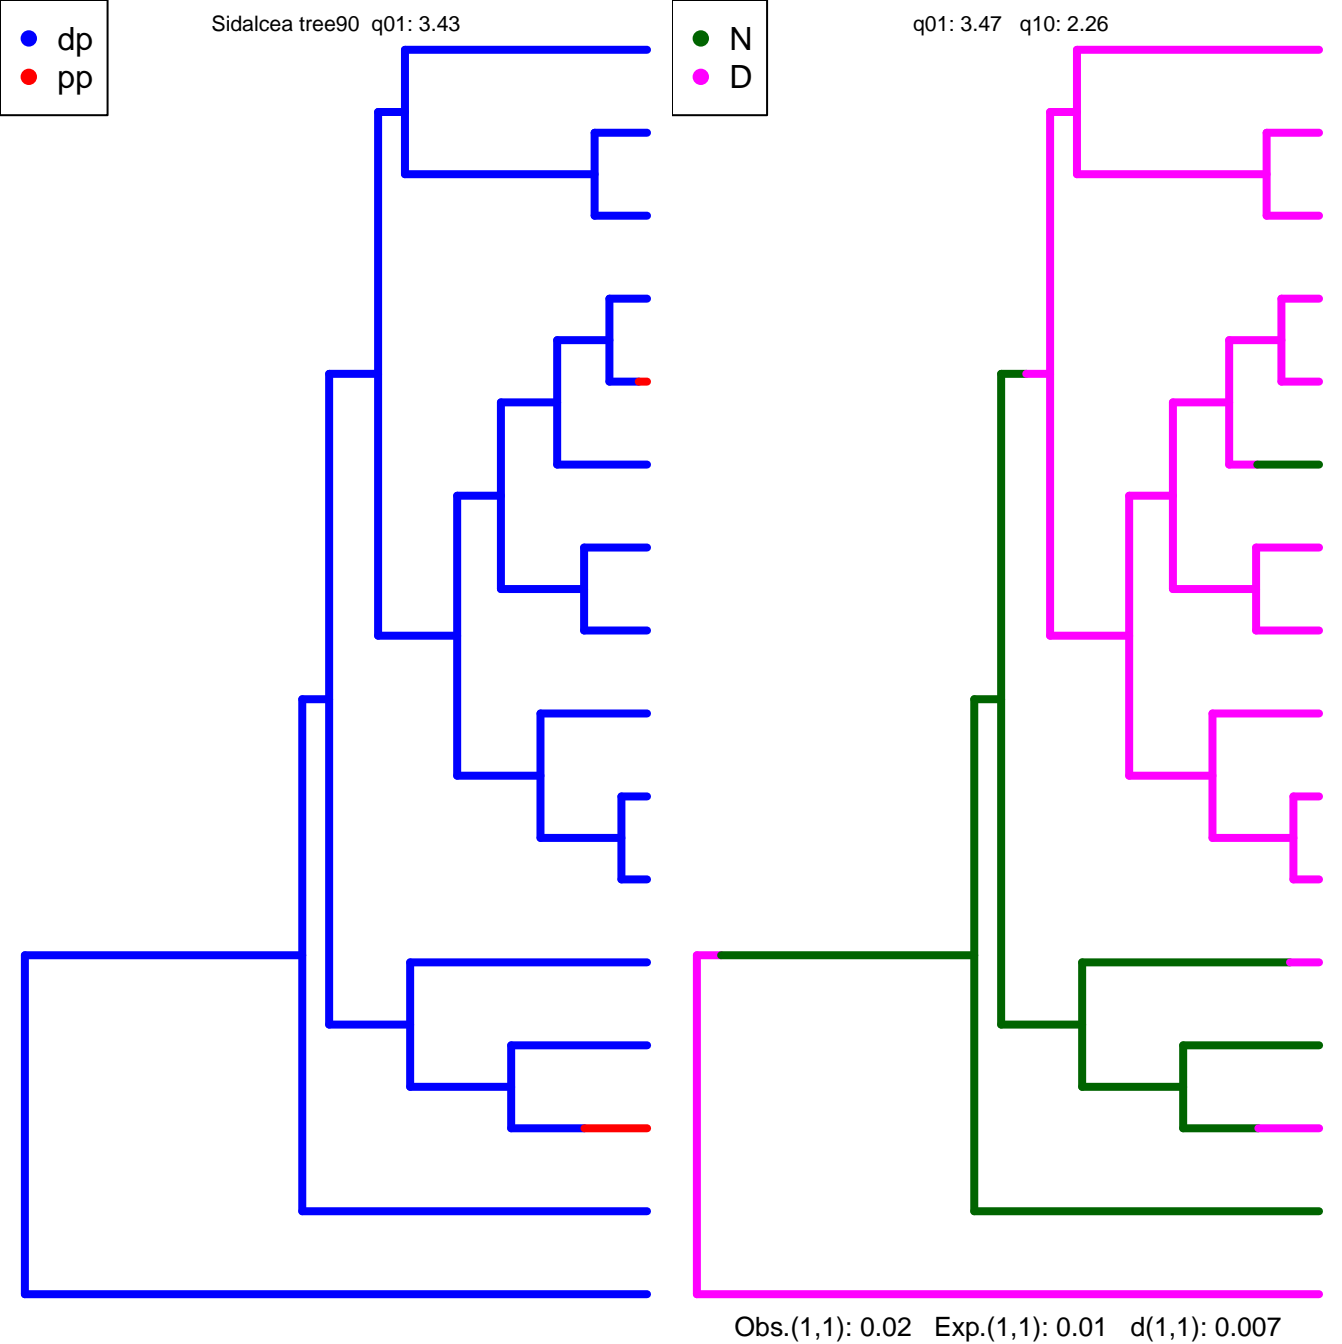 Sidalcea tree90 q01: 3.43
dp
pp
q01: 3.47 q10: 2.26
N
D
Obs.(1,1): 0.02 Exp.(1,1): 0.01 d(1,1): 0.007